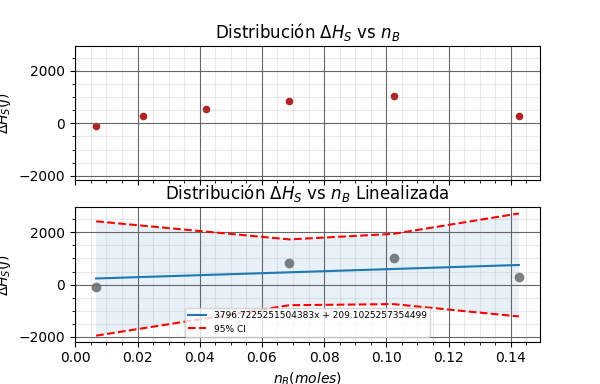 Distribución ΔH_S vs n_B
2000
0
−2000
ΔH_S(J)
Distribución ΔH_S vs n_B Linealizada
2000
0
−2000
ΔH_S(J)
3796.7225251504383x + 209.1025257354499
95% CI
0.00 0.02 0.04 0.06 0.08 0.10 0.12 0.14
n_B(moles)